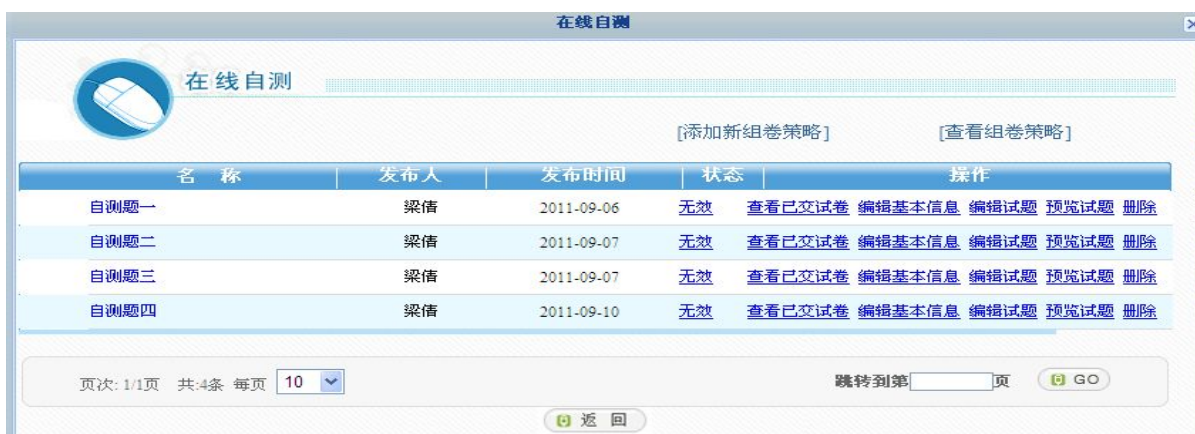 在线自测
在线自测
[添加新组卷策略] [查看组卷策略]
名 称 发布人 发布时间 状态 操作
自测题一 梁倩 2011-09-06 无效 查看已交试卷 编辑基本信息 编辑试题 预览试题 删除
自测题二 梁倩 2011-09-07 无效 查看已交试卷 编辑基本信息 编辑试题 预览试题 删除
自测题三 梁倩 2011-09-07 无效 查看已交试卷 编辑基本信息 编辑试题 预览试题 删除
自测题四 梁倩 2011-09-10 无效 查看已交试卷 编辑基本信息 编辑试题 预览试题 删除
页次: 1/1页 共:4条 每页 10 跳转到第 页 GO
返 回